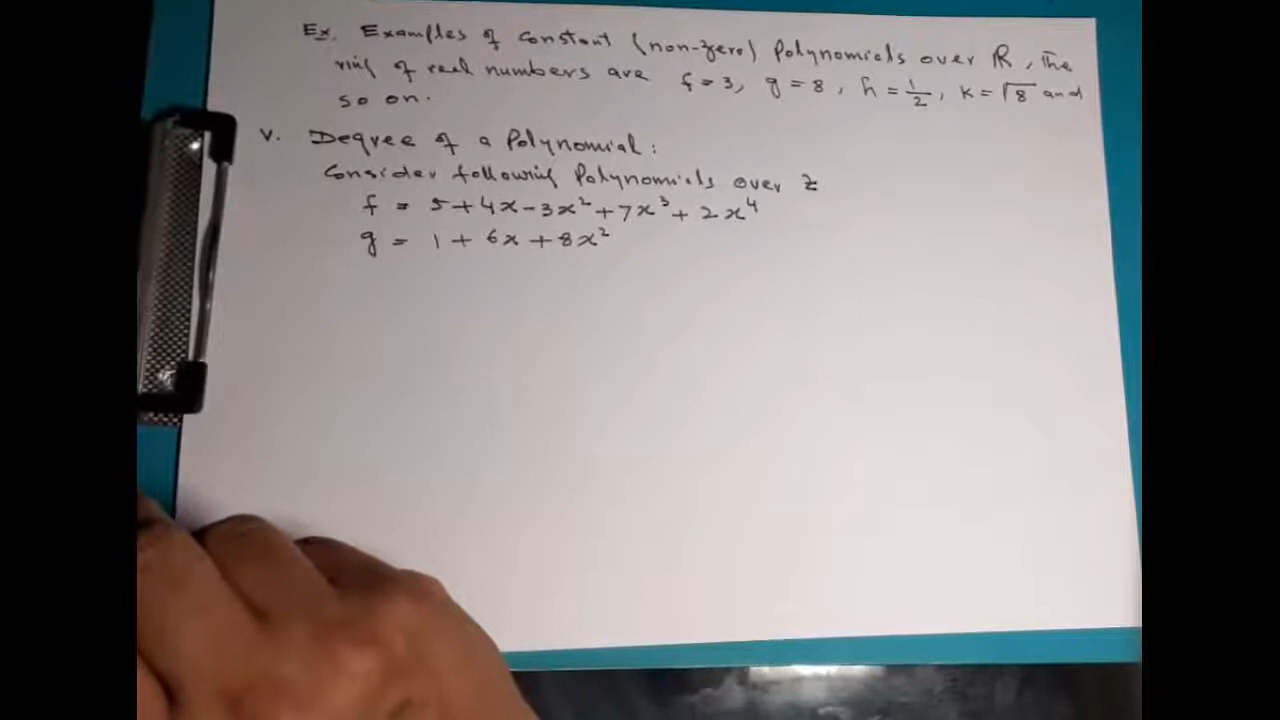 Ex. Examples of constant (non-zero) Polynomials over ℝ, the
ring of real numbers are f = 3, g = 8, h = 1/2, K = √8 and
so on.
V. Degree of a Polynomial:
Consider following Polynomials over Z
f = 5 + 4x - 3x² + 7x³ + 2x⁴
g = 1 + 6x + 8x²